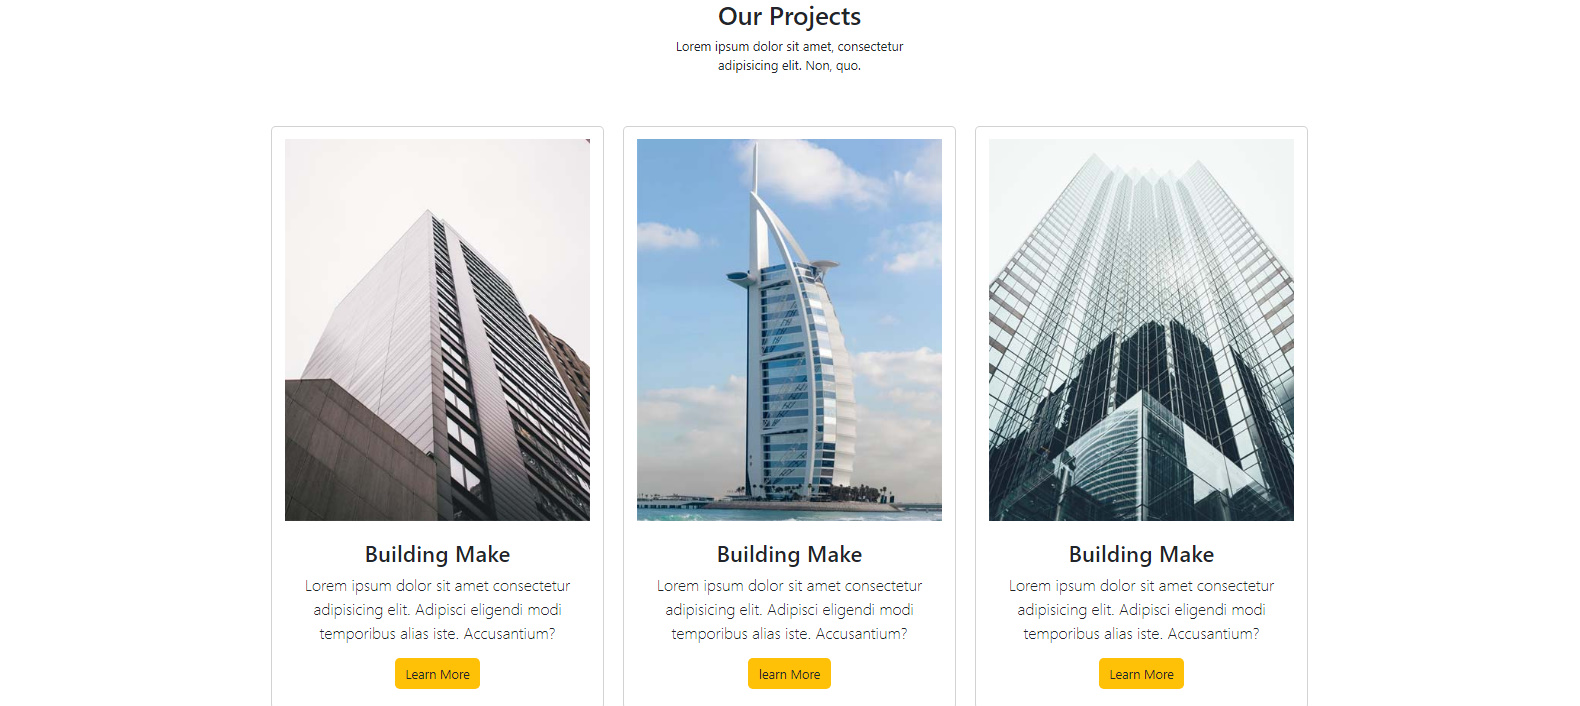 Our Projects
Lorem ipsum dolor sit amet, consectetur
adipisicing elit. Non, quo.
Building Make
Lorem ipsum dolor sit amet consectetur
adipisicing elit. Adipisci eligendi modi
temporibus alias iste. Accusantium?
Learn More
Building Make
Lorem ipsum dolor sit amet consectetur
adipisicing elit. Adipisci eligendi modi
temporibus alias iste. Accusantium?
learn More
Building Make
Lorem ipsum dolor sit amet consectetur
adipisicing elit. Adipisci eligendi modi
temporibus alias iste. Accusantium?
Learn More